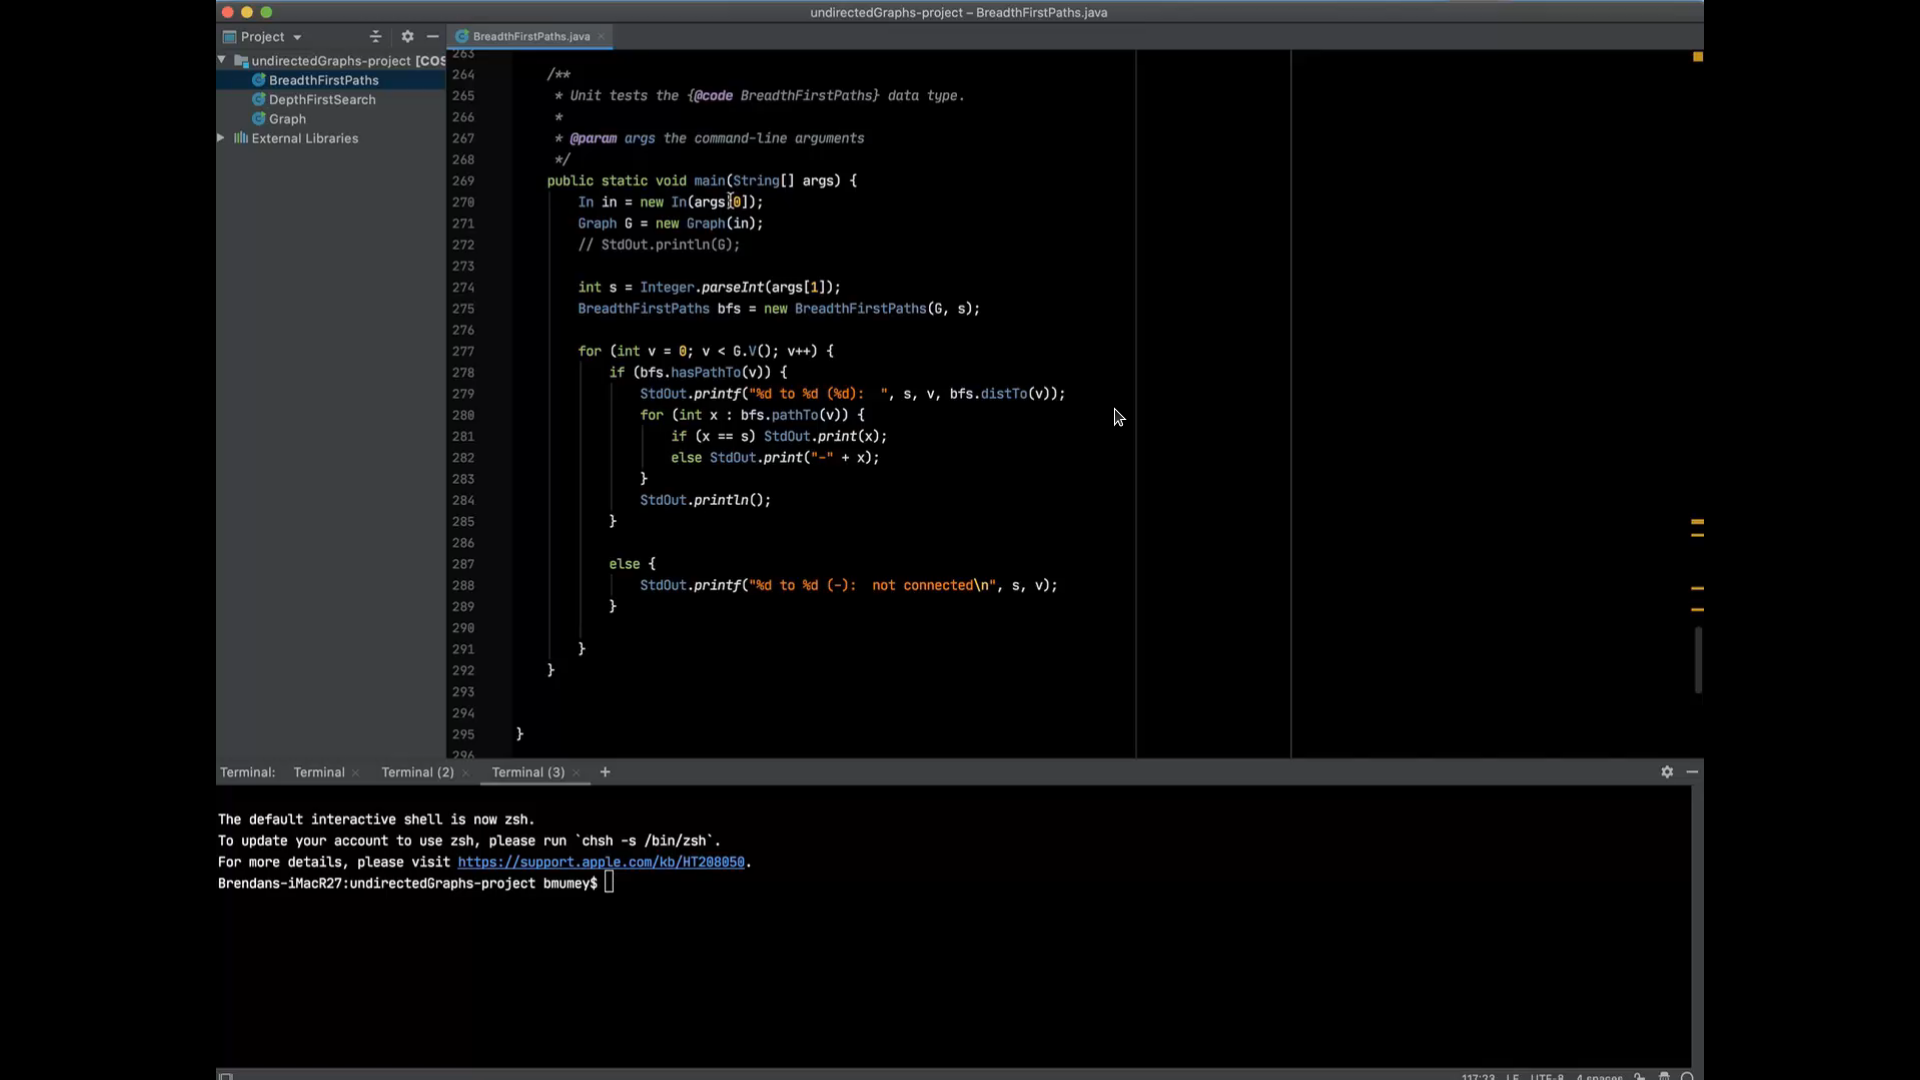 undirectedGraphs-project – BreadthFirstPaths.java
Project
BreadthFirstPaths.java
undirectedGraphs-project [COS
BreadthFirstPaths
DepthFirstSearch
Graph
External Libraries
263
264 /**
265 * Unit tests the {@code BreadthFirstPaths} data type.
266 *
267 * @param args the command-line arguments
268 */
269 public static void main(String[] args) {
270 In in = new In(args[0]);
271 Graph G = new Graph(in);
272 // StdOut.println(G);
273
274 int s = Integer.parseInt(args[1]);
275 BreadthFirstPaths bfs = new BreadthFirstPaths(G, s);
276
277 for (int v = 0; v < G.V(); v++) {
278 if (bfs.hasPathTo(v)) {
279 StdOut.printf("%d to %d (%d):  ", s, v, bfs.distTo(v));
280 for (int x : bfs.pathTo(v)) {
281 if (x == s) StdOut.print(x);
282 else StdOut.print("-" + x);
283 }
284 StdOut.println();
285 }
286
287 else {
288 StdOut.printf("%d to %d (-):  not connected\n", s, v);
289 }
290
291 }
292 }
293
294
295 }
296
Terminal: Terminal Terminal (2) Terminal (3) +
The default interactive shell is now zsh.
To update your account to use zsh, please run `chsh -s /bin/zsh`.
For more details, please visit https://support.apple.com/kb/HT208050.
Brendans-iMacR27:undirectedGraphs-project bmumey$
117:23 LF UTF-8 4 spaces